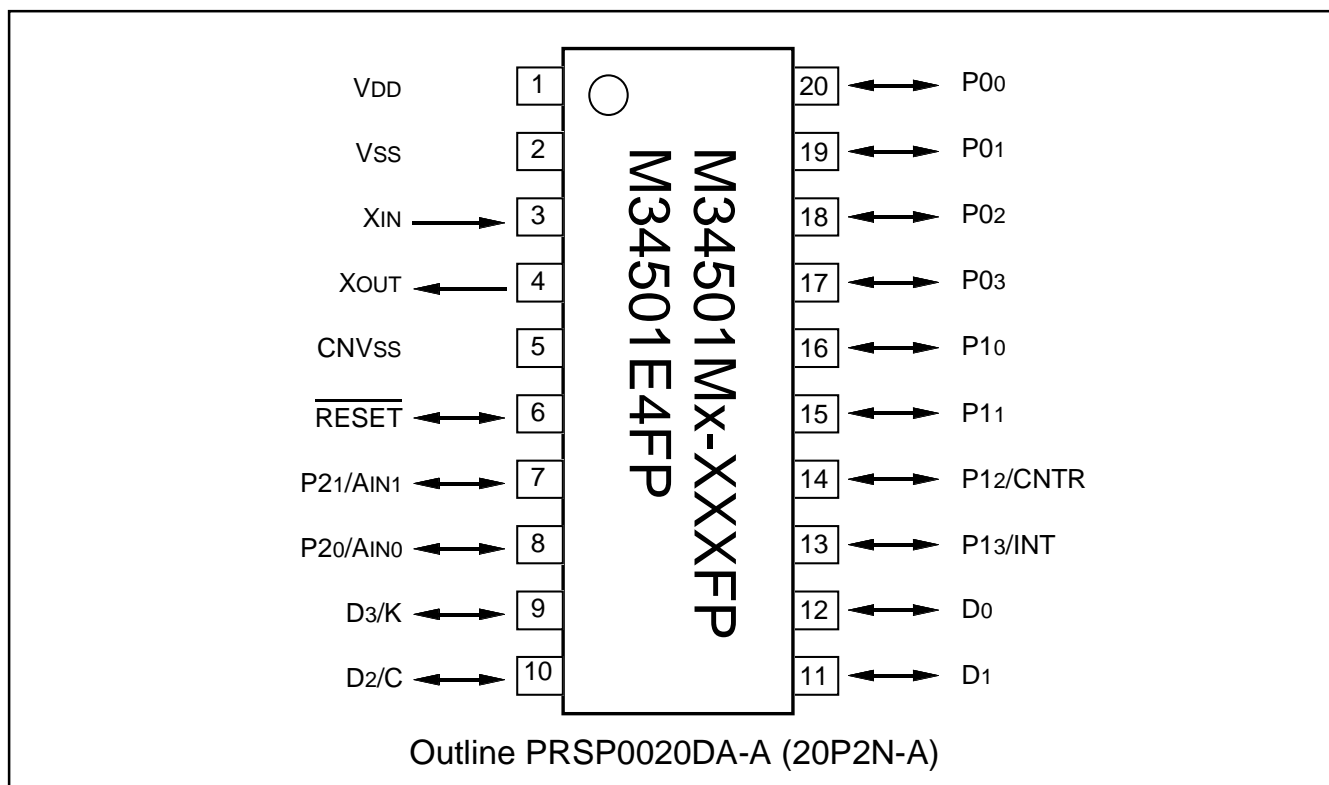 VDD 1 20 P00
VSS 2 19 P01
XIN 3 18 P02
XOUT 4 17 P03
CNVSS 5 16 P10
RESET 6 15 P11
P21/AIN1 7 14 P12/CNTR
P20/AIN0 8 13 P13/INT
D3/K 9 12 D0
D2/C 10 11 D1
M34501Mx-XXXFP
M34501E4FP
Outline PRSP0020DA-A (20P2N-A)